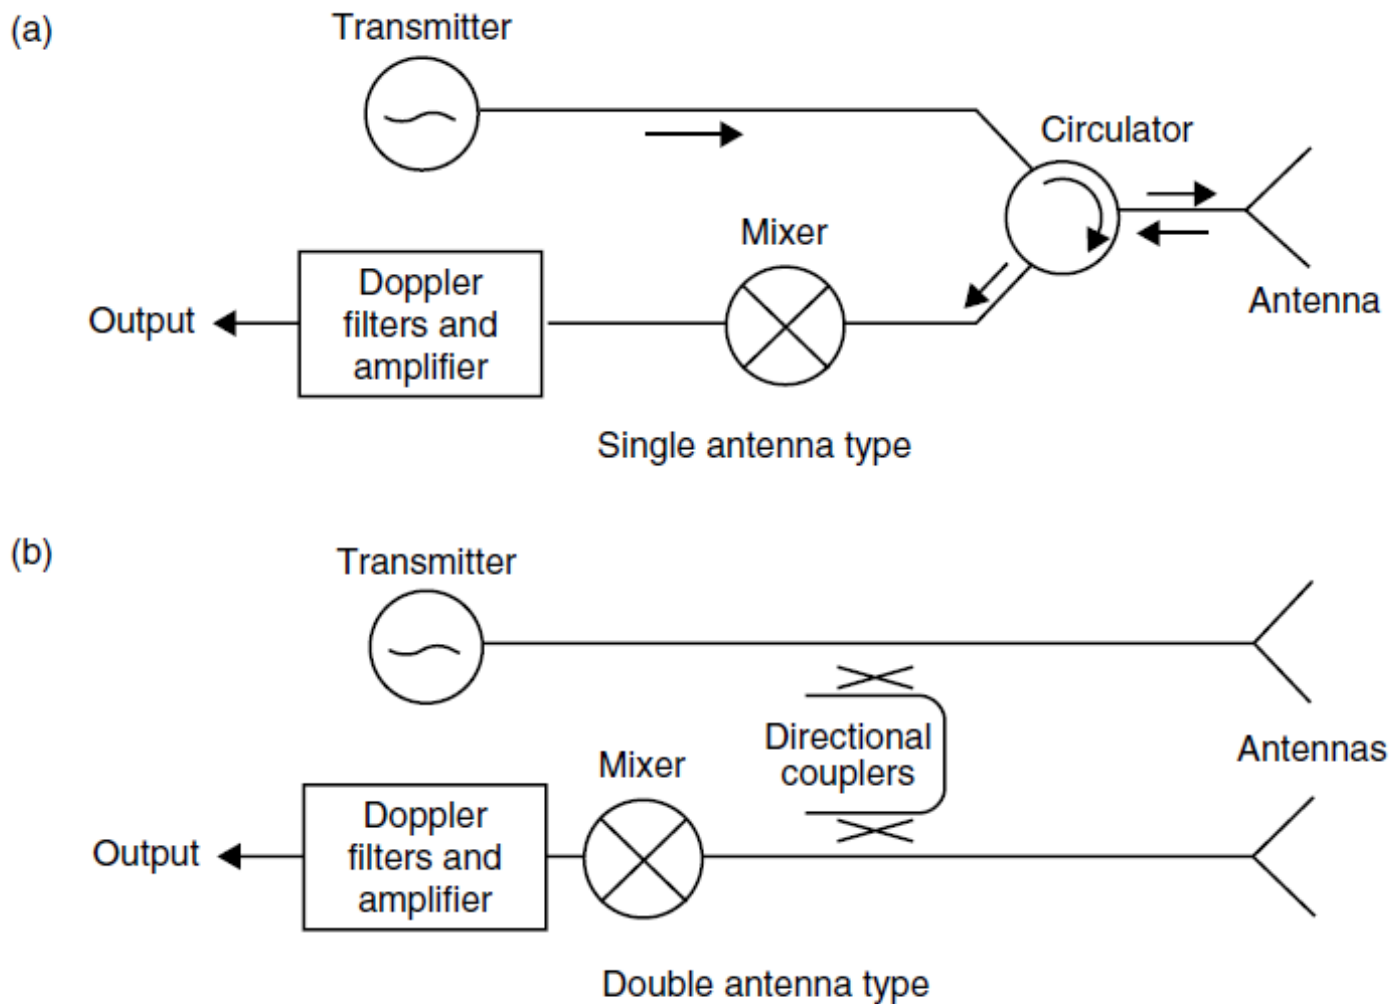 (a)
Transmitter
Circulator
Mixer
Antenna
Doppler
filters and
amplifier
Output
Single antenna type
(b)
Transmitter
Directional
couplers
Antennas
Mixer
Doppler
filters and
amplifier
Output
Double antenna type